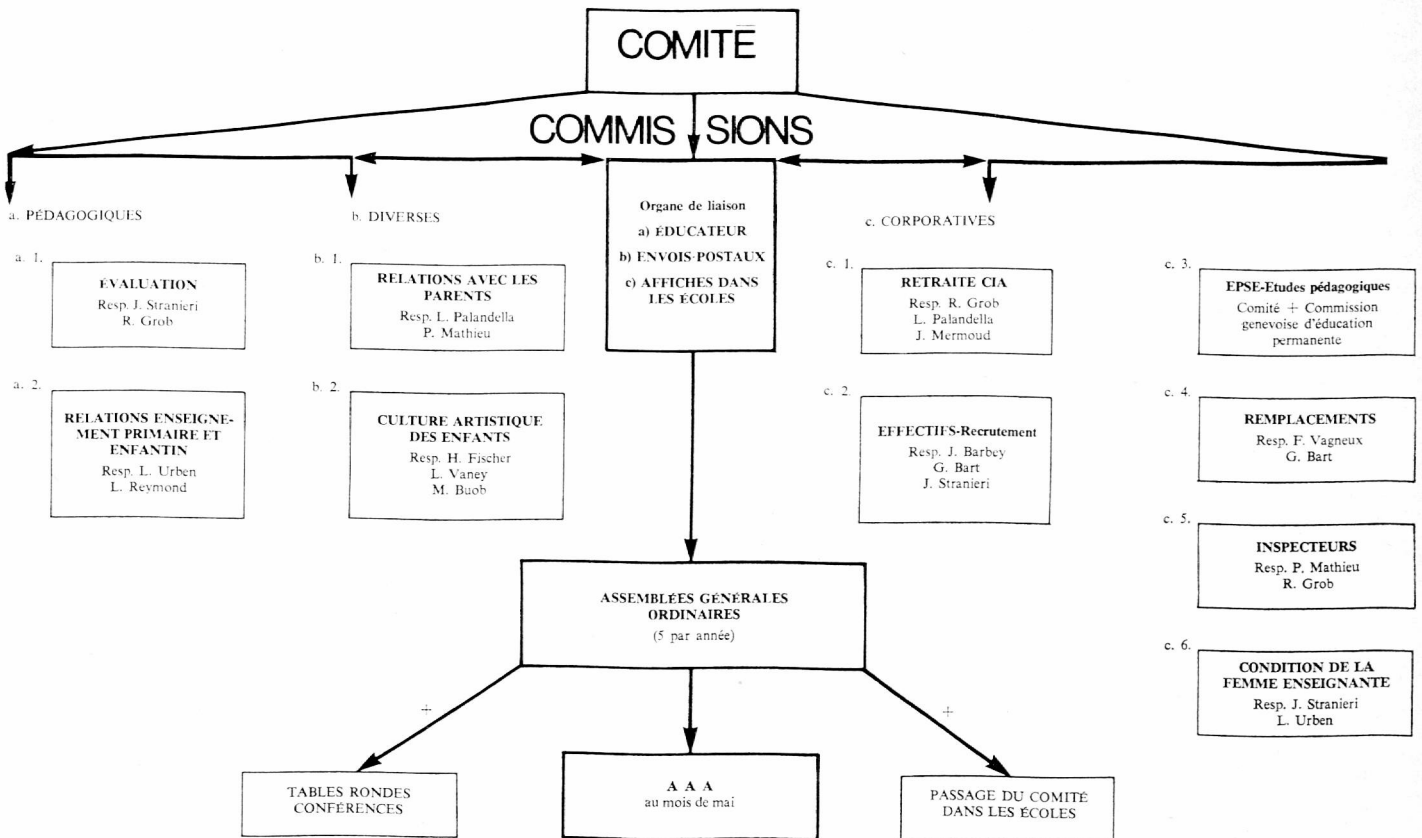 COMITÉ
COMMIS SIONS
a. PÉDAGOGIQUES
a. 1.
ÉVALUATION
Resp. J. Stranieri
R. Grob
a. 2.
RELATIONS ENSEIGNE-
MENT PRIMAIRE ET
ENFANTIN
Resp. L. Urben
L. Reymond
b. DIVERSES
b. 1.
RELATIONS AVEC LES
PARENTS
Resp. L. Palandella
P. Mathieu
b. 2.
CULTURE ARTISTIQUE
DES ENFANTS
Resp. H. Fischer
L. Vaney
M. Buob
Organe de liaison
a) ÉDUCATEUR
b) ENVOIS-POSTAUX
c) AFFICHES DANS
LES ÉCOLES
c. CORPORATIVES
c. 1.
RETRAITE CIA
Resp. R. Grob
L. Palandella
J. Mermoud
c. 2.
EFFECTIFS-Recrutement
Resp. J. Barbey
G. Bart
J. Stranieri
c. 3.
EPSE-Etudes pédagogiques
Comité + Commission
genevoise d'éducation
permanente
c. 4.
REMPLACEMENTS
Resp. F. Vagneux
G. Bart
c. 5.
INSPECTEURS
Resp. P. Mathieu
R. Grob
c. 6.
CONDITION DE LA
FEMME ENSEIGNANTE
Resp. J. Stranieri
L. Urben
ASSEMBLÉES GÉNÉRALES
ORDINAIRES
(5 par année)
+
+
TABLES RONDES
CONFÉRENCES
A A A
au mois de mai
PASSAGE DU COMITÉ
DANS LES ÉCOLES